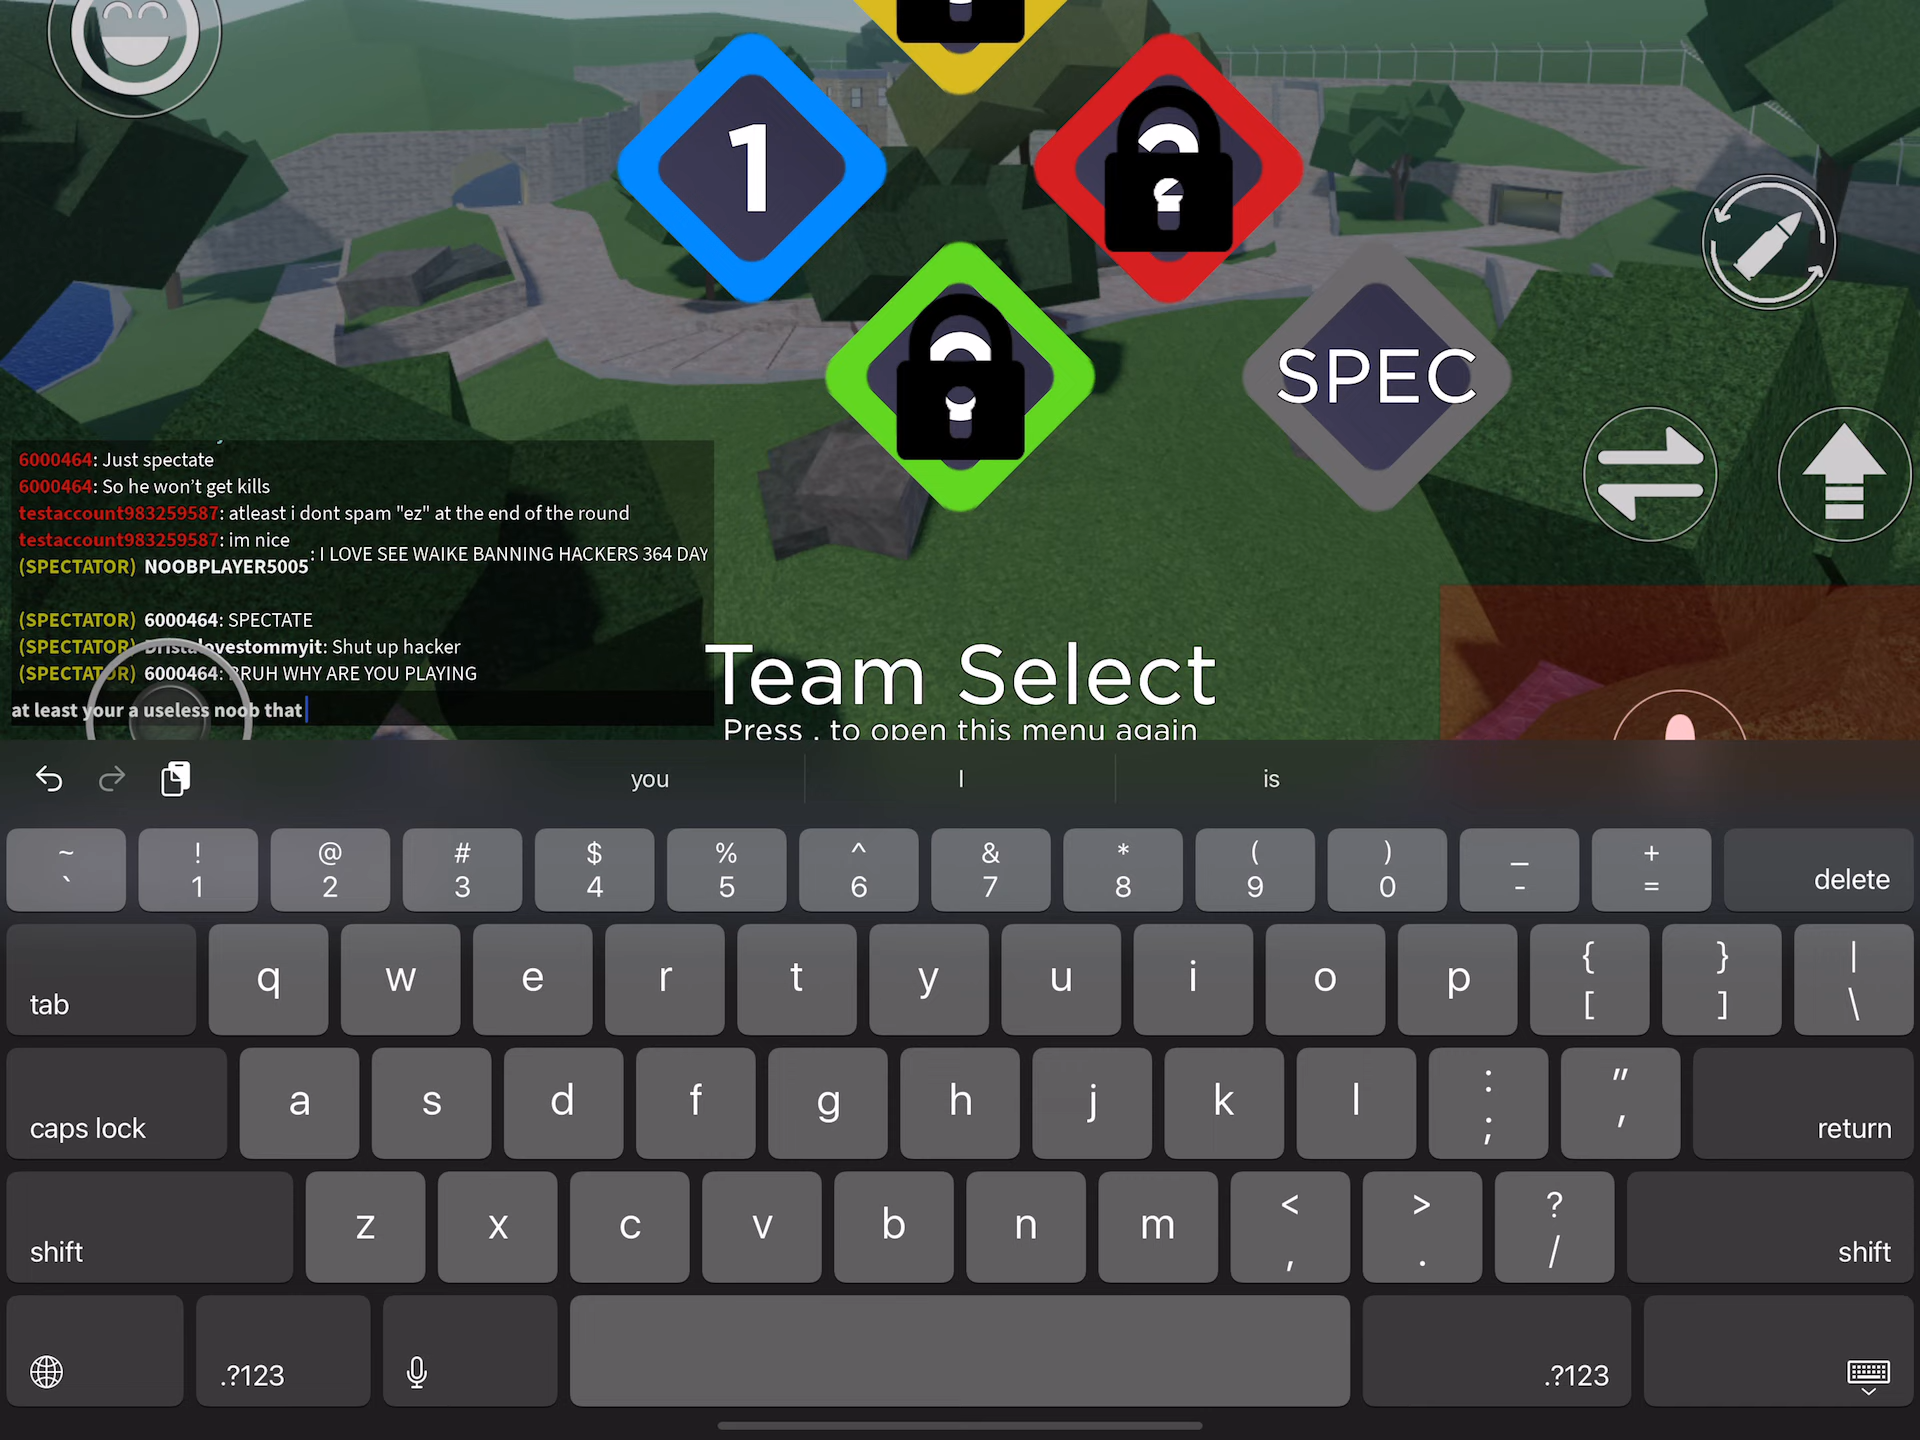 1
SPEC
6000464: Just spectate
6000464: So he won’t get kills
testaccount983259587: atleast i dont spam "ez" at the end of the round
testaccount983259587: im nice
(SPECTATOR) NOOBPLAYER5005: I LOVE SEE WAIKE BANNING HACKERS 364 DAY
(SPECTATOR) 6000464: SPECTATE
(SPECTATOR) Dristalovestommyit: Shut up hacker
(SPECTATOR) 6000464: BRUH WHY ARE YOU PLAYING
at least your a useless noob that
Team Select
Press . to open this menu again
you I is
~ ! @ # $ % ^ & * ( ) _ +
` 1 2 3 4 5 6 7 8 9 0 - = delete
tab q w e r t y u i o p { [ } ] | \
caps lock a s d f g h j k l : ; " ' return
shift z x c v b n m < , > . ? / shift
.?123 .?123